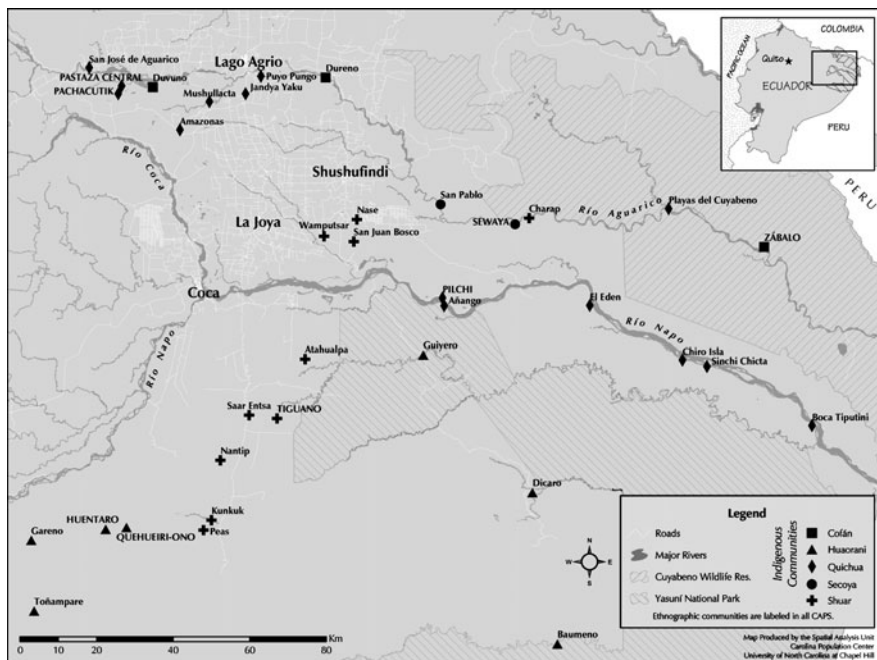 COLOMBIA
PACIFIC OCEAN
Quito
ECUADOR
PERU
PERU
San José de Aguarico
Lago Agrio
PASTAZA CENTRAL
Duvuno
Puyo Pungo
Dureno
PACHACUTIK
Mushullacta
Jandya Yaku
Amazonas
Río Coca
Shushufindi
San Pablo
Nase
Charap
Río Aguarico
Playas del Cuyabeno
La Joya
Wamputsar
SEWAYA
San Juan Bosco
ZÁBALO
Coca
PILCHI
Añango
El Eden
Río Napo
Río Napo
Atahualpa
Guiyero
Chiro Isla
Sinchi Chicta
Saar Entsa
TIGUANO
Boca Tiputini
Nantip
Dicaro
Kunkuk
HUENTARO
Gareno
QUEHUEIRI-ONO
Peas
Toñampare
Baumeno
N
W
E
S
0
20
40
60
80
Km
Legend
Roads
Major Rivers
Cuyabeno Wildlife Res.
Yasuní National Park
Indigenous
Communities
Cofán
Huaorani
Quichua
Secoya
Shuar
Ethnographic communities are labeled in all CAPS.
Map Produced by the Spatial Analysis Unit
Carolina Population Center
University of North Carolina at Chapel Hill